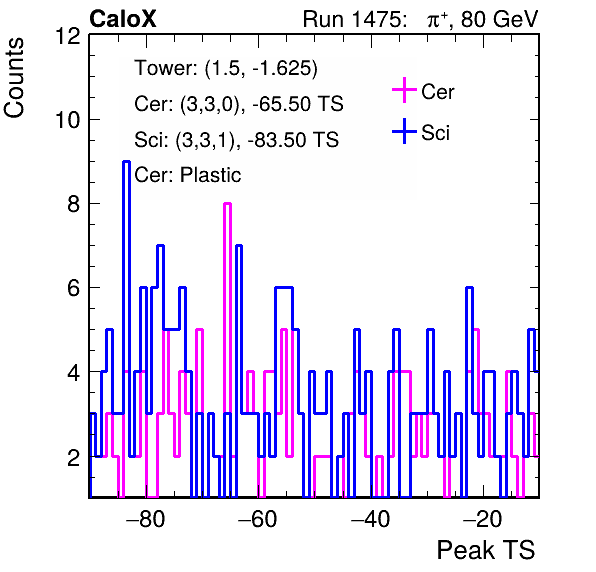 CaloX Run 1475: π+, 80 GeV
Counts
12
10
8
6
4
2
Tower: (1.5, -1.625)
Cer: (3,3,0), -65.50 TS
Sci: (3,3,1), -83.50 TS
Cer: Plastic
Cer
Sci
−80 −60 −40 −20
Peak TS